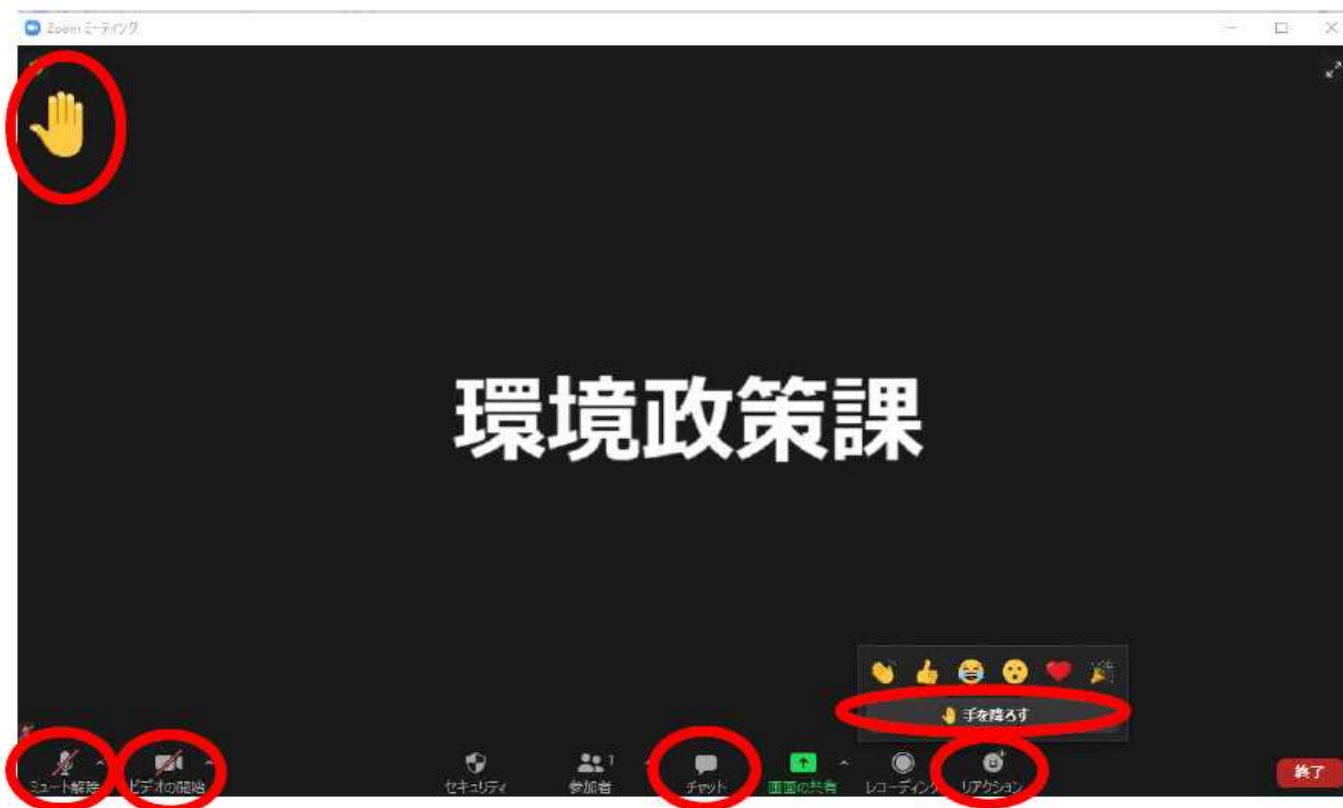 Zoom ミーティング
環境政策課
手を降ろす
ミュート解除
ビデオの開始
セキュリティ
参加者
1
チャット
画面の共有
レコーディング
リアクション
終了